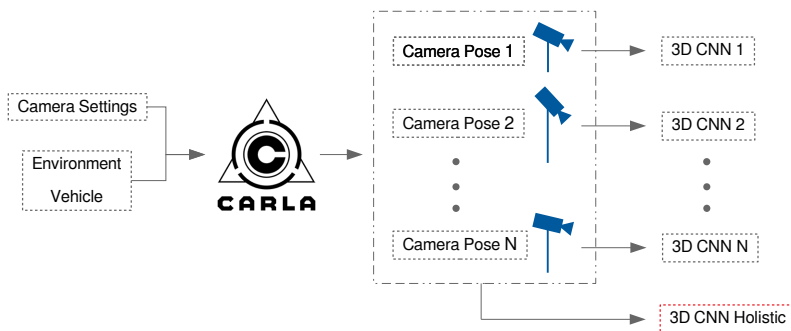 Camera Settings
Environment
Vehicle
CARLA
Camera Pose 1
Camera Pose 2
Camera Pose N
3D CNN 1
3D CNN 2
3D CNN N
3D CNN Holistic